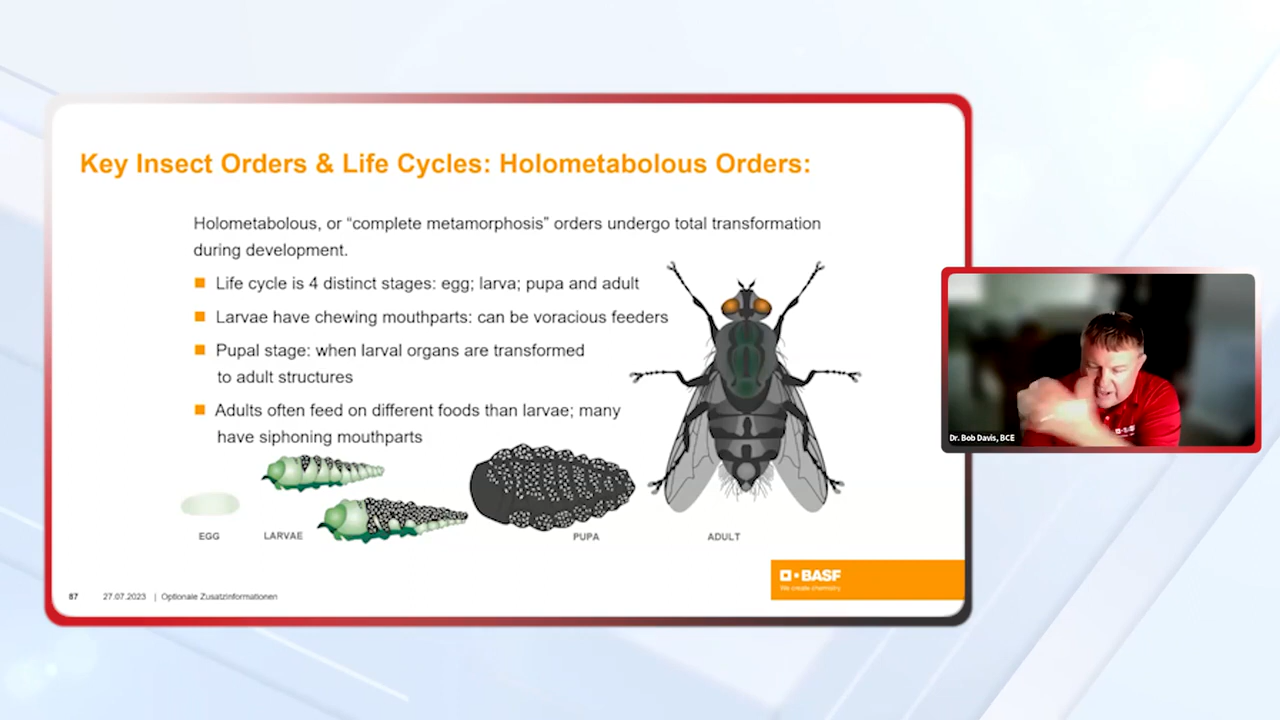 Key Insect Orders & Life Cycles: Holometabolous Orders:
Holometabolous, or “complete metamorphosis” orders undergo total transformation
during development.
Life cycle is 4 distinct stages: egg; larva; pupa and adult
Larvae have chewing mouthparts: can be voracious feeders
Pupal stage: when larval organs are transformed
to adult structures
Adults often feed on different foods than larvae; many
have siphoning mouthparts
EGG
LARVAE
PUPA
ADULT
BASF
We create chemistry
87 27.07.2023 | Optionale Zusatzinformationen
Dr. Bob Davis, BCE